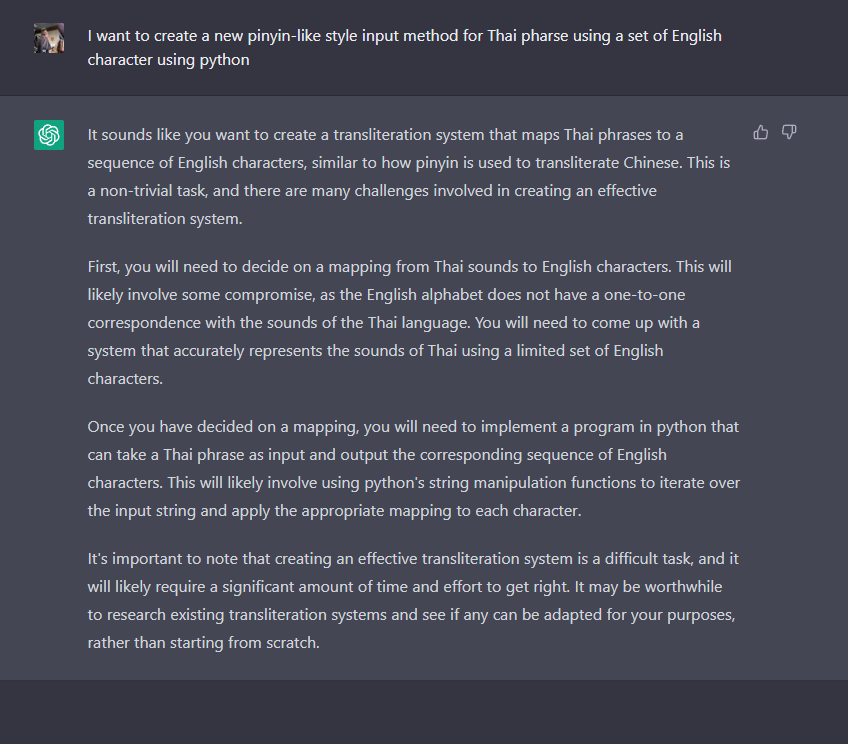 I want to create a new pinyin-like style input method for Thai pharse using a set of English
character using python
It sounds like you want to create a transliteration system that maps Thai phrases to a
sequence of English characters, similar to how pinyin is used to transliterate Chinese. This is
a non-trivial task, and there are many challenges involved in creating an effective
transliteration system.
First, you will need to decide on a mapping from Thai sounds to English characters. This will
likely involve some compromise, as the English alphabet does not have a one-to-one
correspondence with the sounds of the Thai language. You will need to come up with a
system that accurately represents the sounds of Thai using a limited set of English
characters.
Once you have decided on a mapping, you will need to implement a program in python that
can take a Thai phrase as input and output the corresponding sequence of English
characters. This will likely involve using python's string manipulation functions to iterate over
the input string and apply the appropriate mapping to each character.
It's important to note that creating an effective transliteration system is a difficult task, and it
will likely require a significant amount of time and effort to get right. It may be worthwhile
to research existing transliteration systems and see if any can be adapted for your purposes,
rather than starting from scratch.